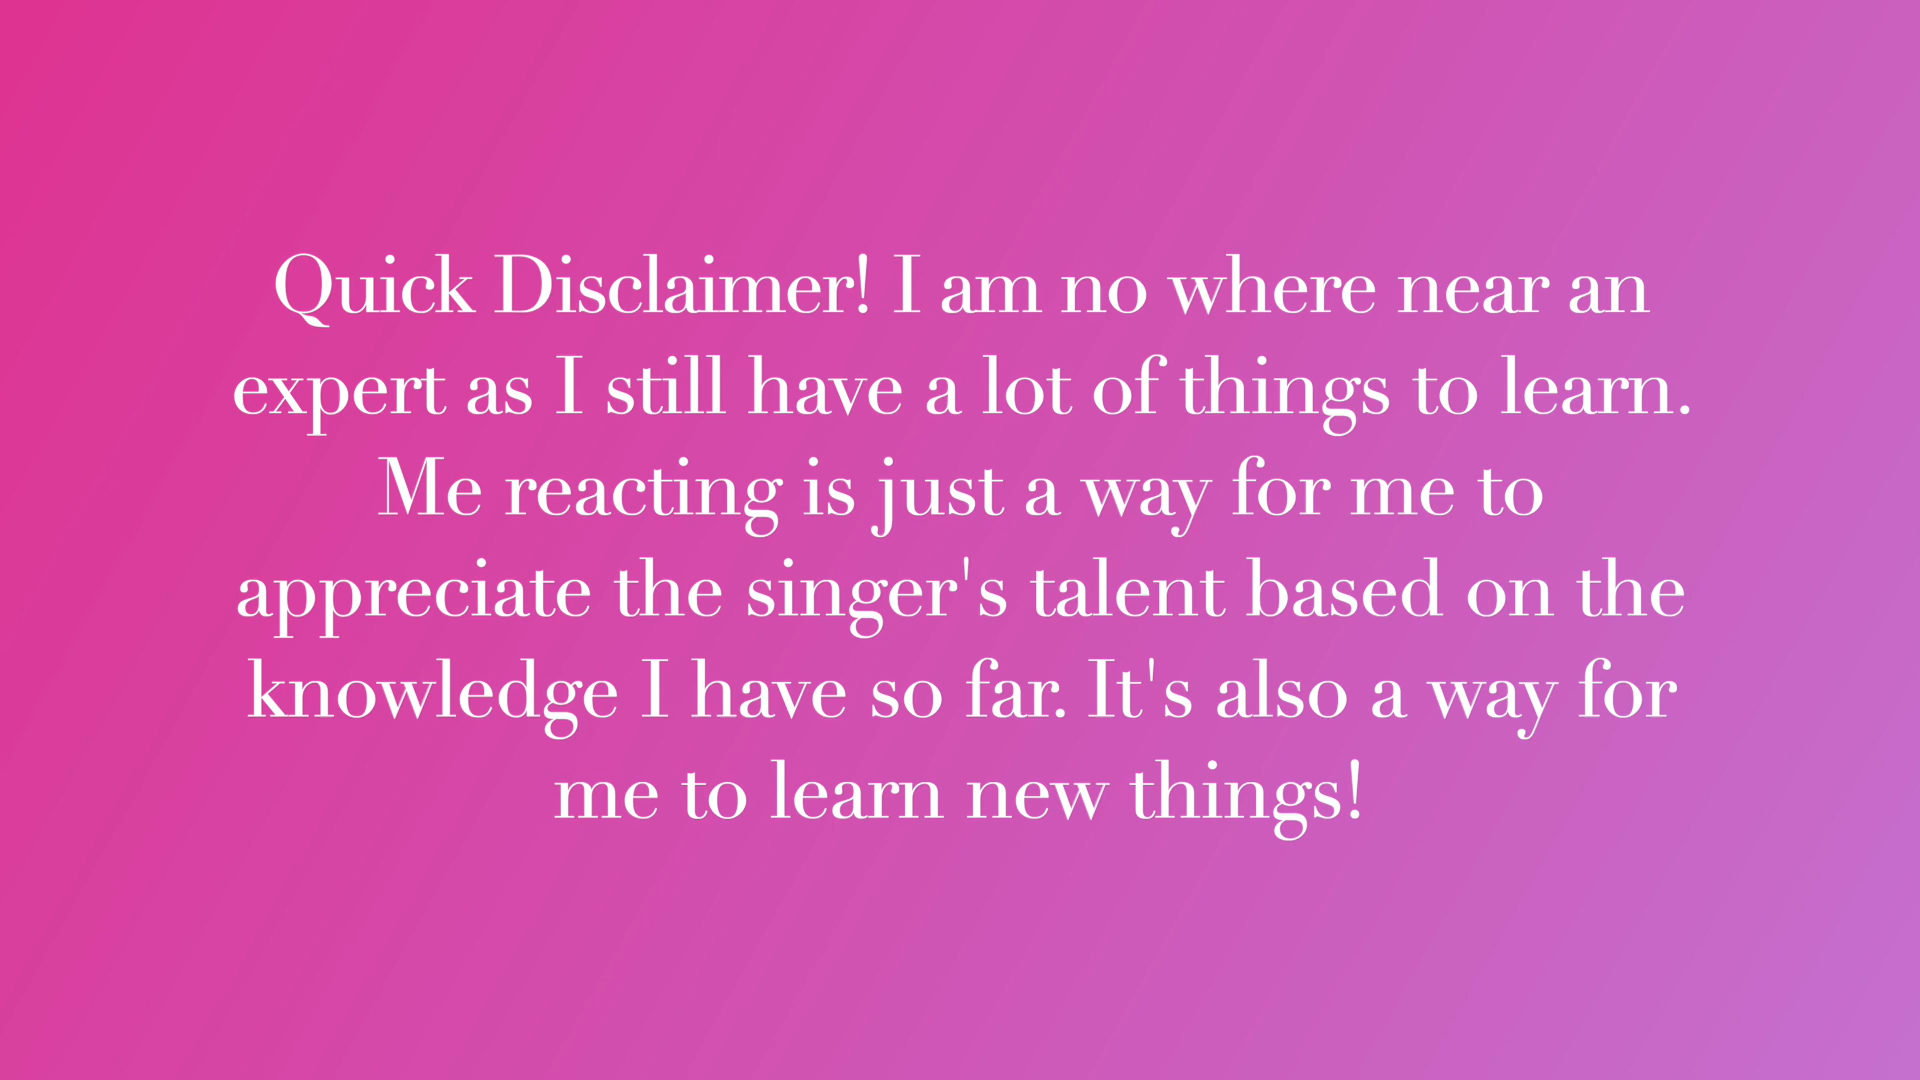 Quick Disclaimer! I am no where near an
expert as I still have a lot of things to learn.
Me reacting is just a way for me to
appreciate the singer's talent based on the
knowledge I have so far. It's also a way for
me to learn new things!